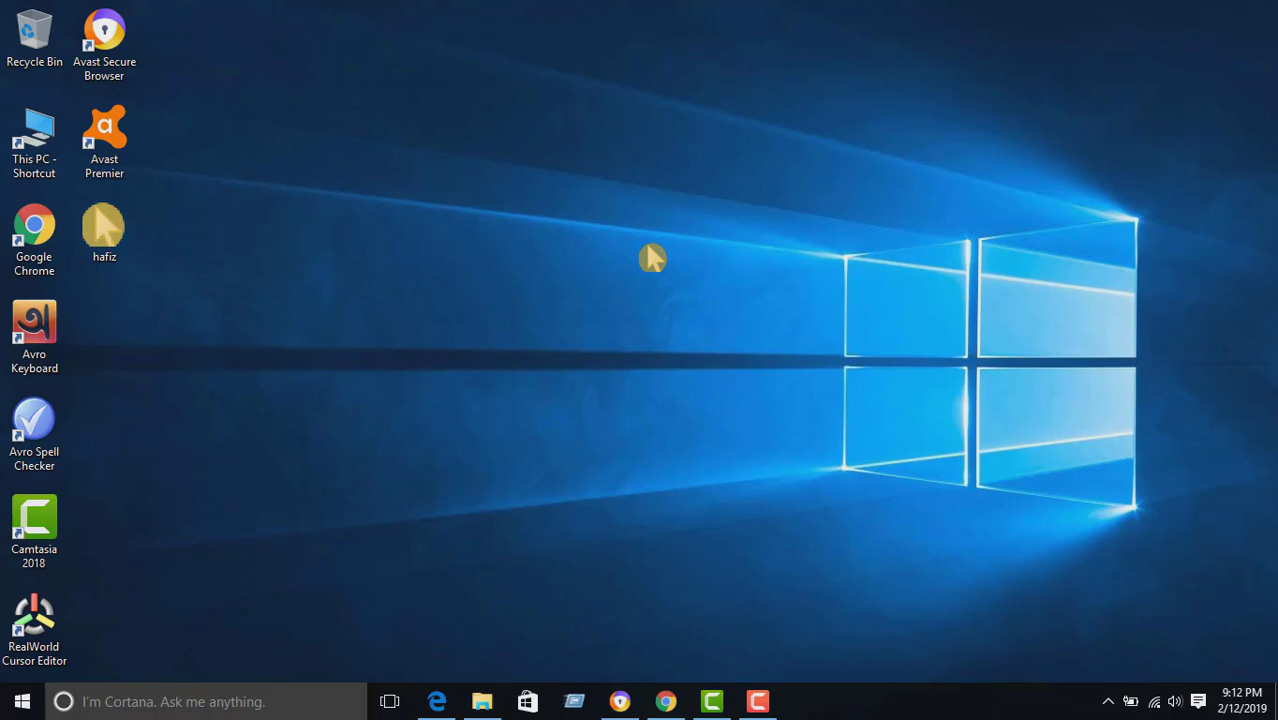 Recycle Bin
Avast Secure
Browser
This PC -
Shortcut
Avast
Premier
Google
Chrome
hafiz
Avro
Keyboard
Avro Spell
Checker
Camtasia
2018
RealWorld
Cursor Editor
I'm Cortana. Ask me anything.
9:12 PM
2/12/2019